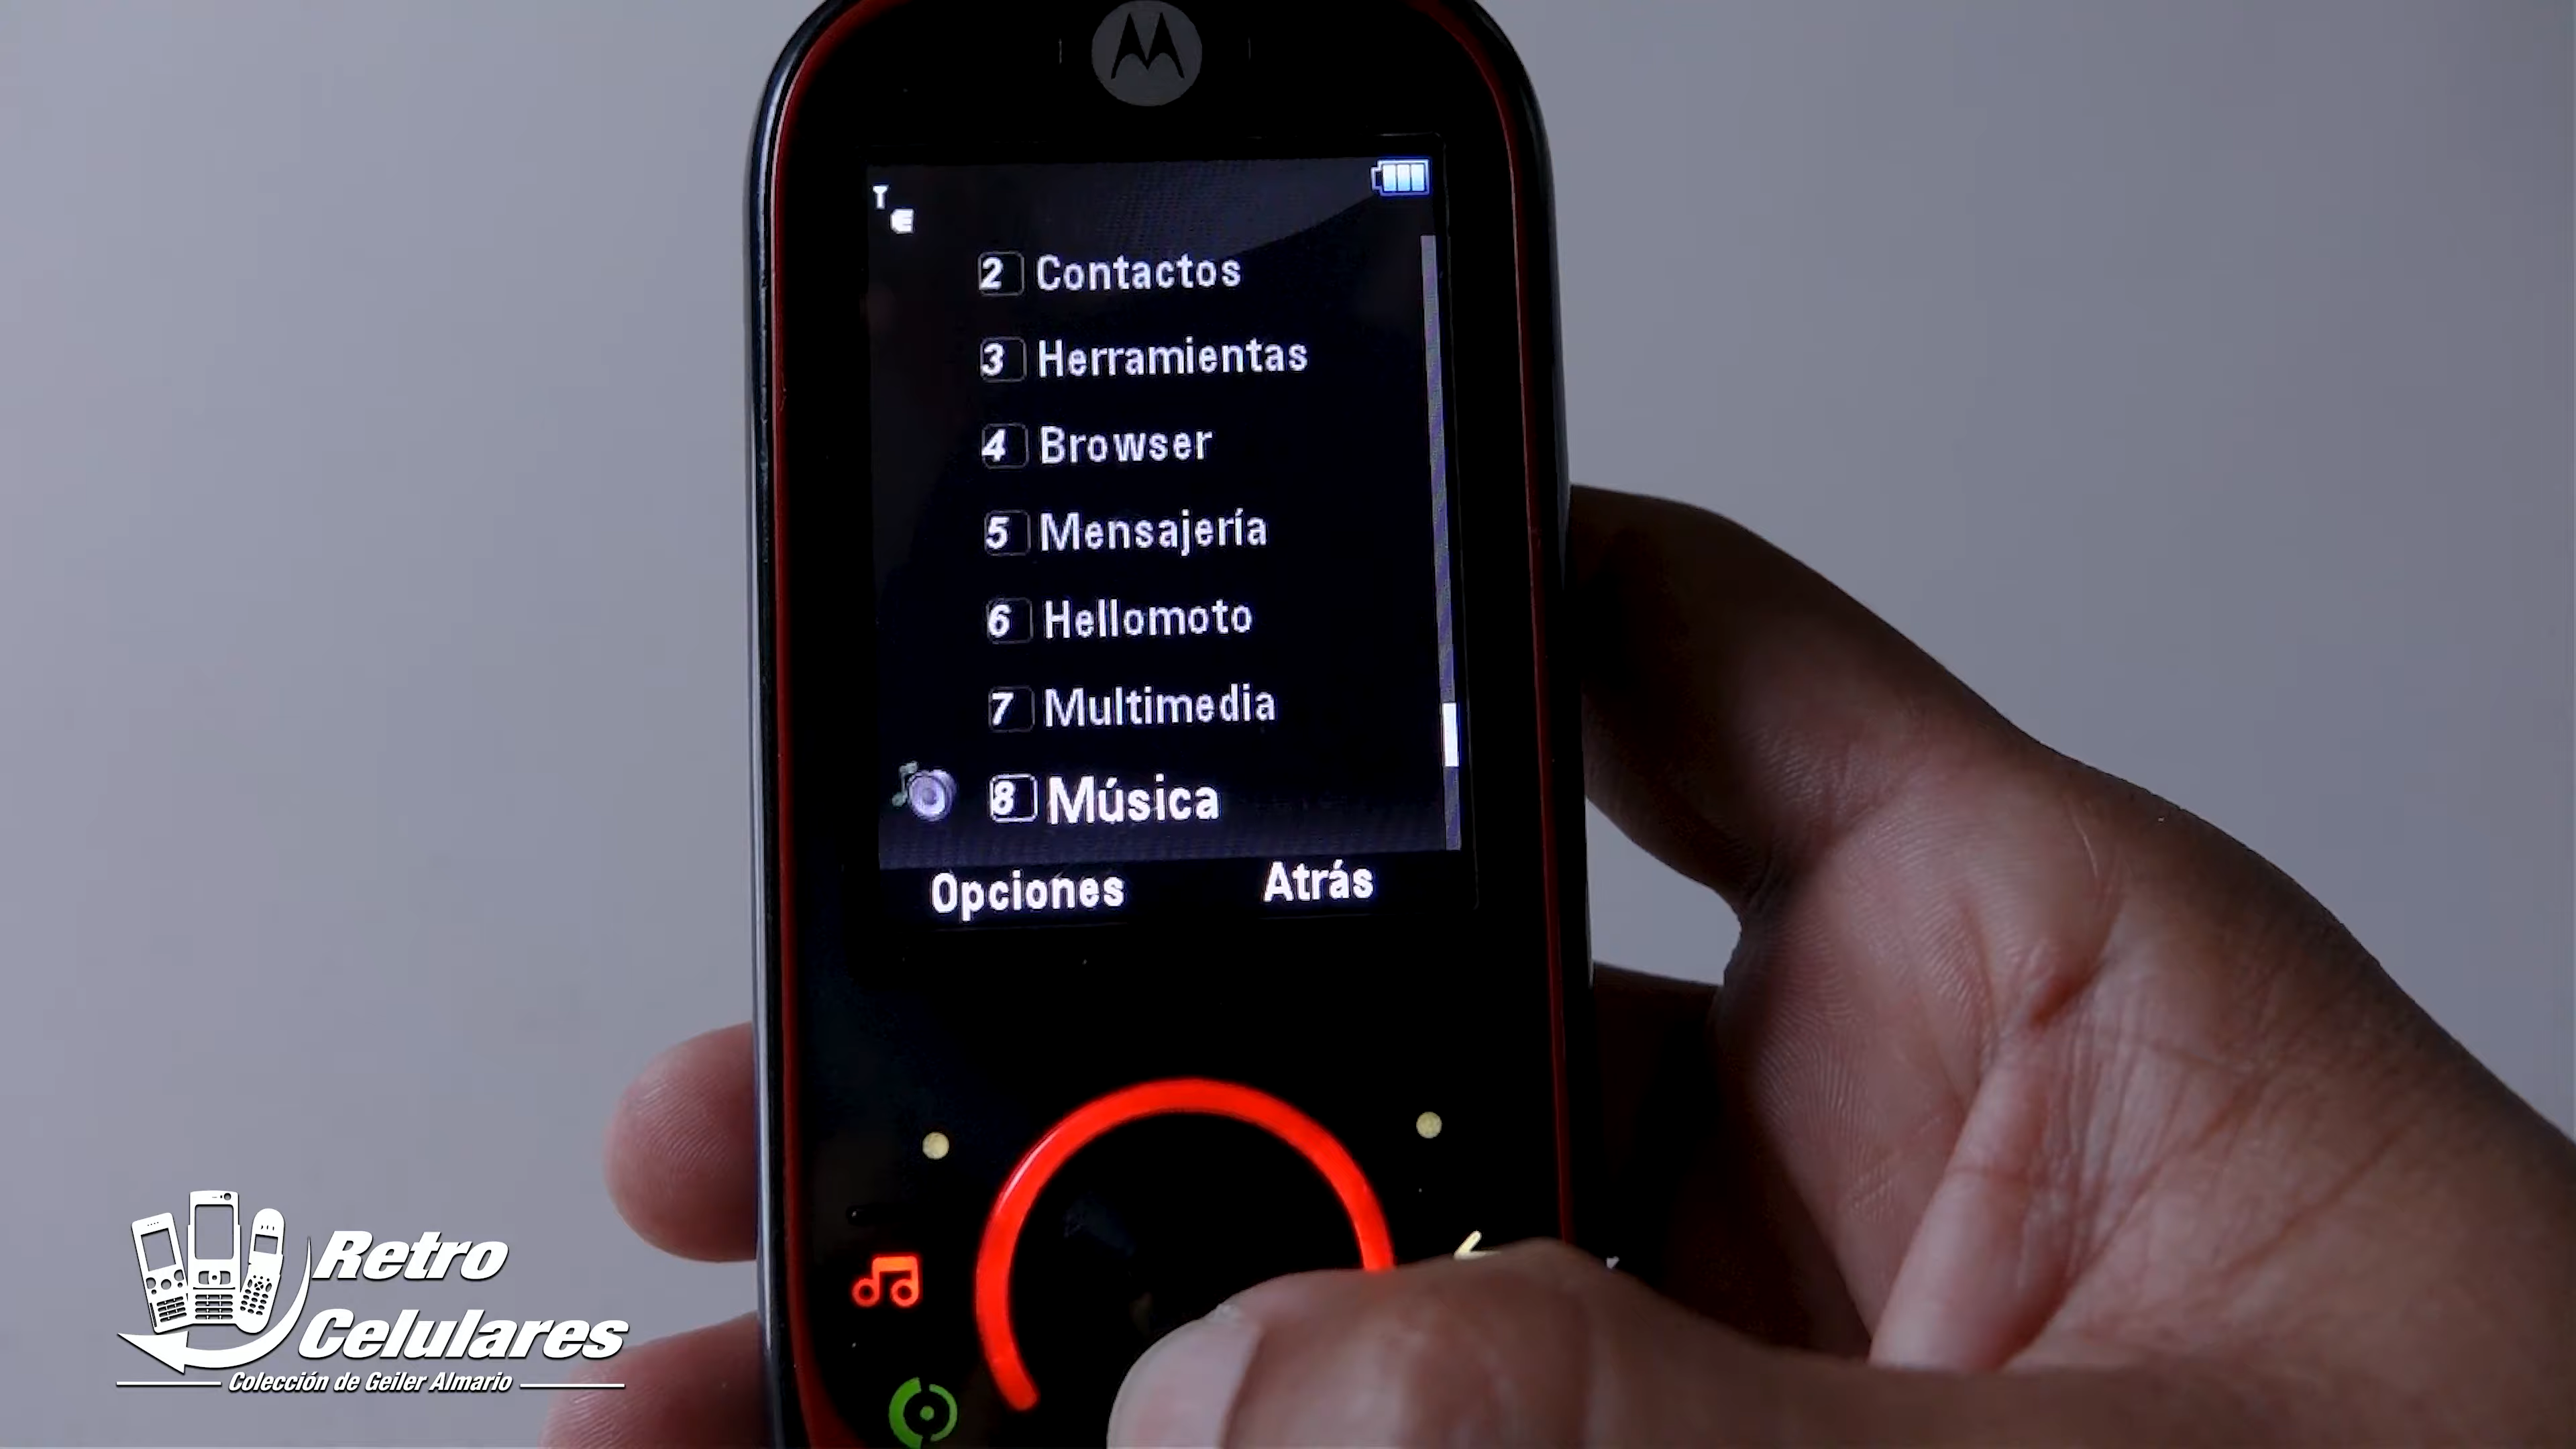 2 Contactos
3 Herramientas
4 Browser
5 Mensajería
6 Hellomoto
7 Multimedia
8 Música
Opciones Atrás
Retro
Celulares
Colección de Geiler Almario